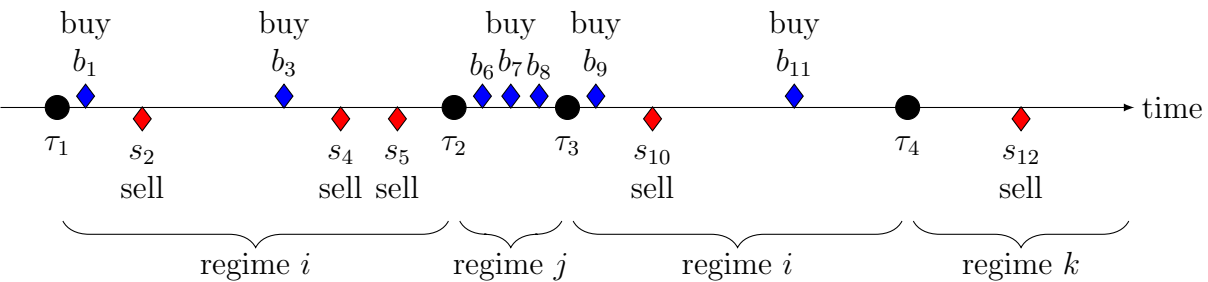 buy buy buy buy buy
b₁ b₃ b₆ b₇ b₈ b₉ b₁₁
time
τ₁ s₂ s₄ s₅ τ₂ τ₃ s₁₀ τ₄ s₁₂
sell sell sell sell sell
regime i regime j regime i regime k